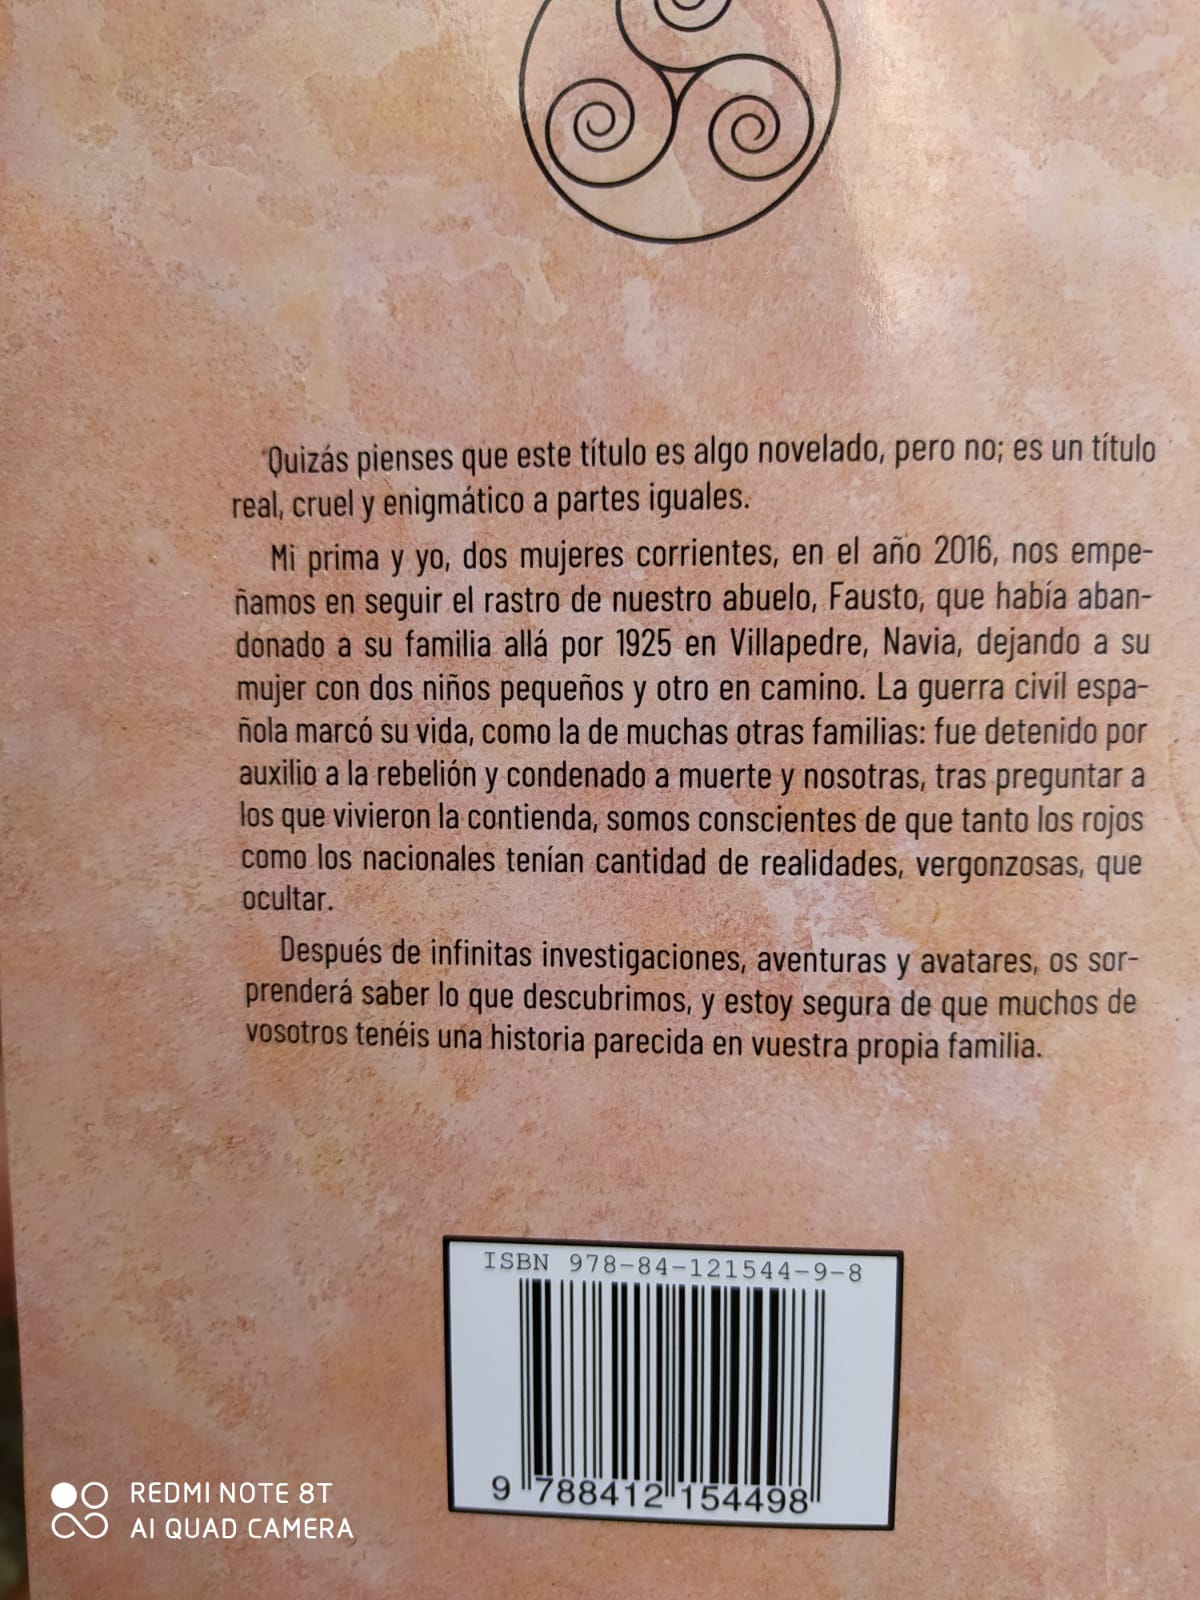 Quizás pienses que este título es algo novelado, pero no; es un título
real, cruel y enigmático a partes iguales.
Mi prima y yo, dos mujeres corrientes, en el año 2016, nos empe-
ñamos en seguir el rastro de nuestro abuelo, Fausto, que había aban-
donado a su familia allá por 1925 en Villapedre, Navia, dejando a su
mujer con dos niños pequeños y otro en camino. La guerra civil espa-
ñola marcó su vida, como la de muchas otras familias: fue detenido por
auxilio a la rebelión y condenado a muerte y nosotras, tras preguntar a
los que vivieron la contienda, somos conscientes de que tanto los rojos
como los nacionales tenían cantidad de realidades, vergonzosas, que
ocultar.
Después de infinitas investigaciones, aventuras y avatares, os sor-
prenderá saber lo que descubrimos, y estoy segura de que muchos de
vosotros tenéis una historia parecida en vuestra propia familia.
ISBN 978-84-121544-9-8
9 788412 154498
REDMI NOTE 8T
AI QUAD CAMERA